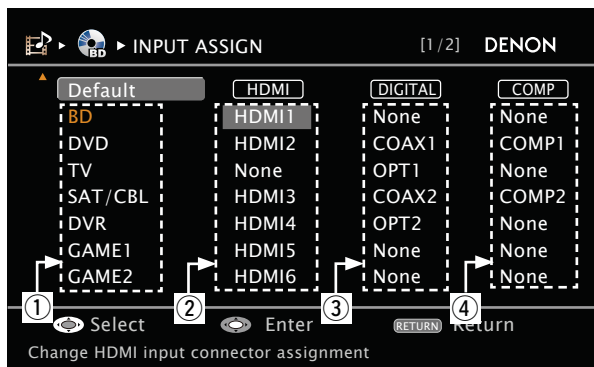 BD ▸ INPUT ASSIGN [1/2] DENON
Default HDMI DIGITAL COMP
BD HDMI1 None None
DVD HDMI2 COAX1 COMP1
TV None OPT1 None
SAT/CBL HDMI3 COAX2 COMP2
DVR HDMI4 OPT2 None
GAME1 HDMI5 None None
GAME2 HDMI6 None None
① ② ③ ④
Select Enter RETURN Return
Change HDMI input connector assignment